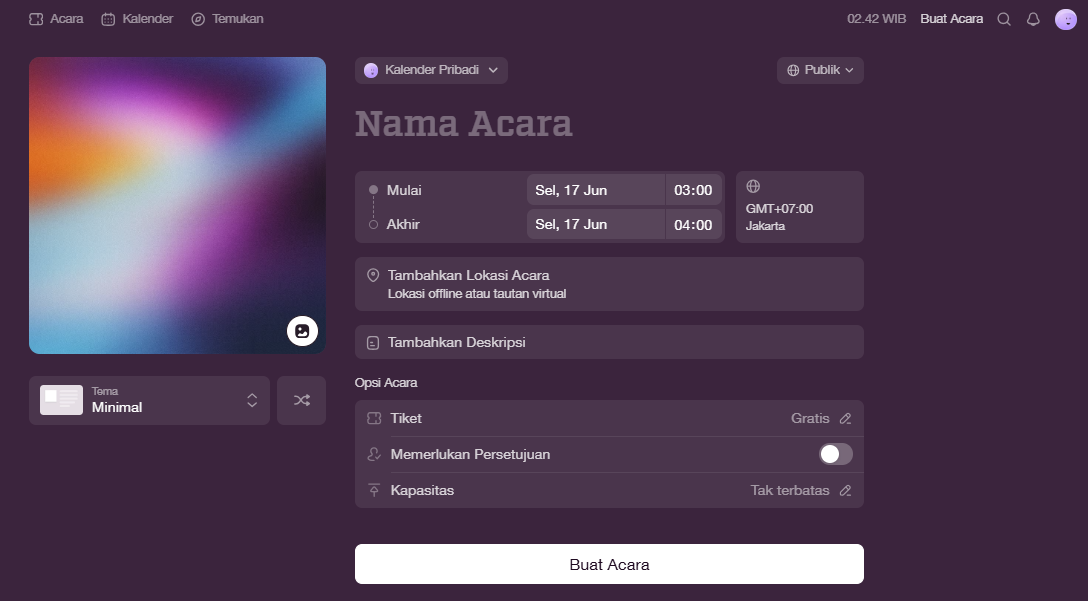 Acara Kalender Temukan 02.42 WIB Buat Acara
Kalender Pribadi Publik
Nama Acara
Mulai Sel, 17 Jun 03:00
Akhir Sel, 17 Jun 04:00
GMT+07:00
Jakarta
Tambahkan Lokasi Acara
Lokasi offline atau tautan virtual
Tambahkan Deskripsi
Tema
Minimal
Opsi Acara
Tiket Gratis
Memerlukan Persetujuan
Kapasitas Tak terbatas
Buat Acara